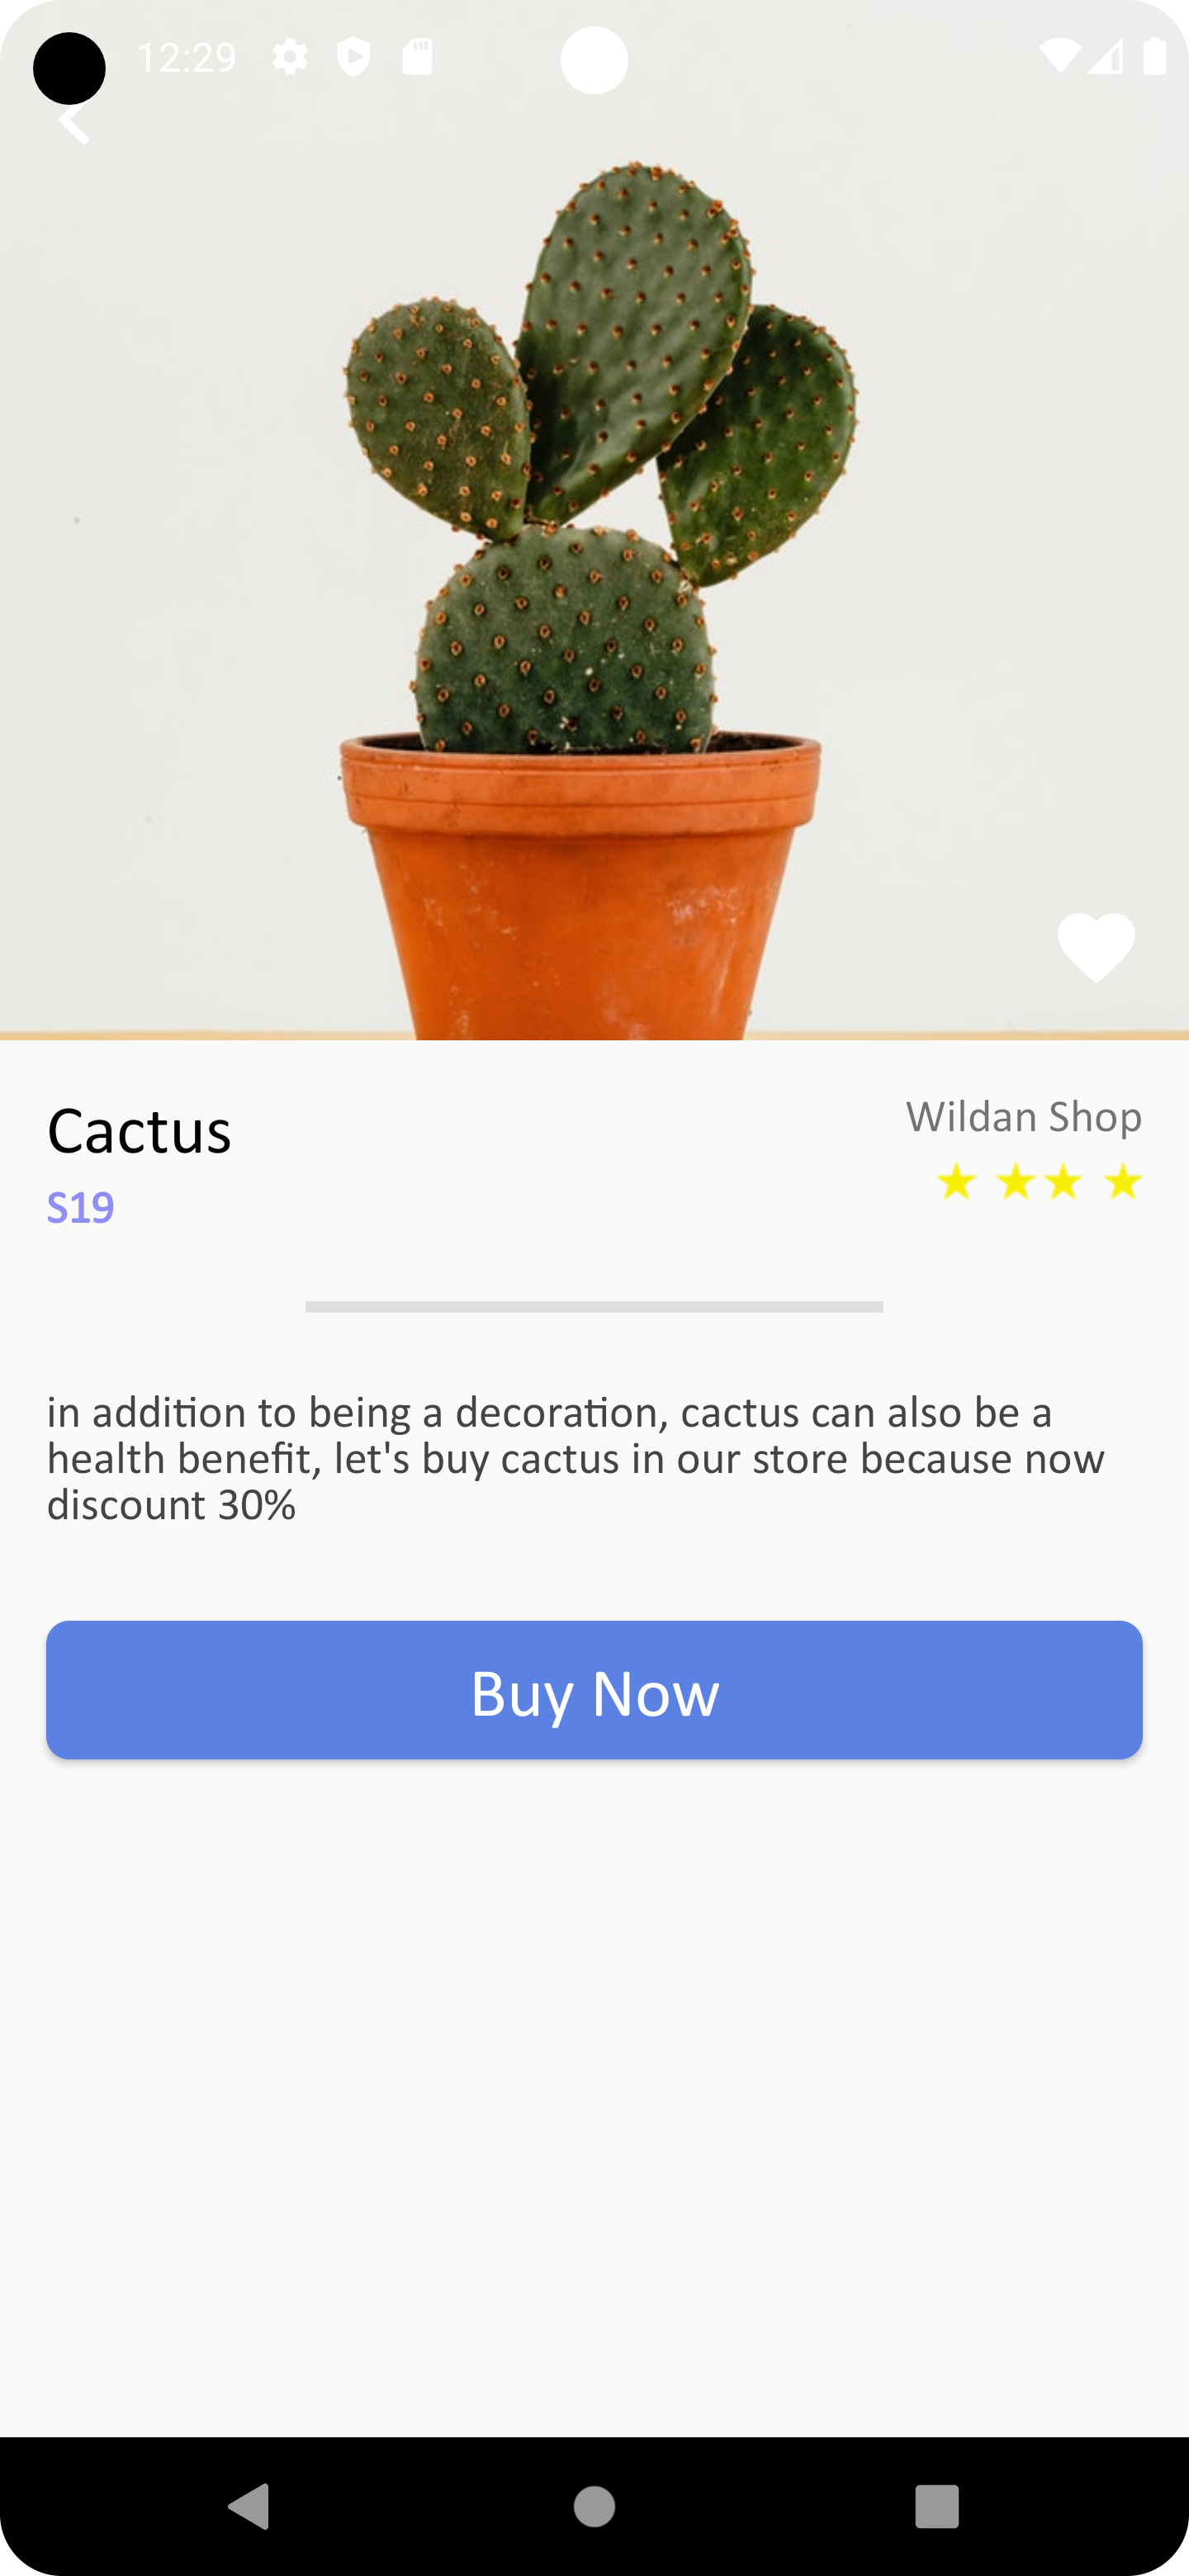 12:29
Cactus
Wildan Shop
S19
in addition to being a decoration, cactus can also be a
health benefit, let's buy cactus in our store because now
discount 30%
Buy Now